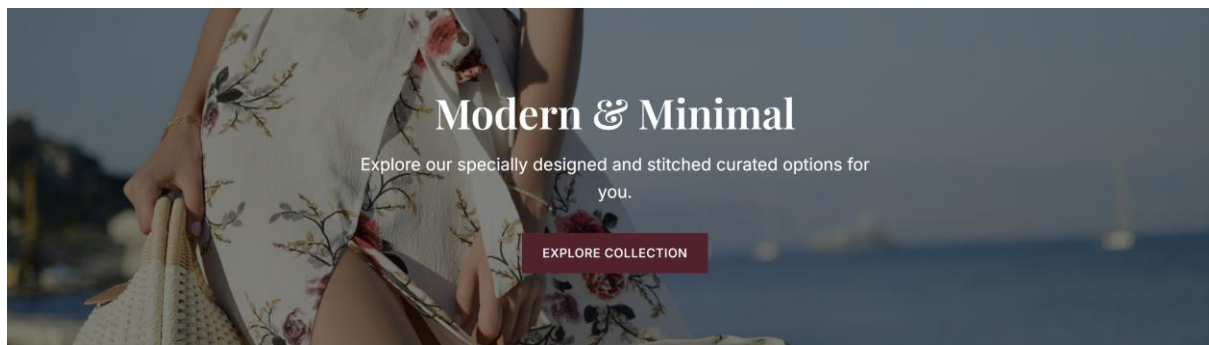 Modern & Minimal
Explore our specially designed and stitched curated options for
you.
EXPLORE COLLECTION